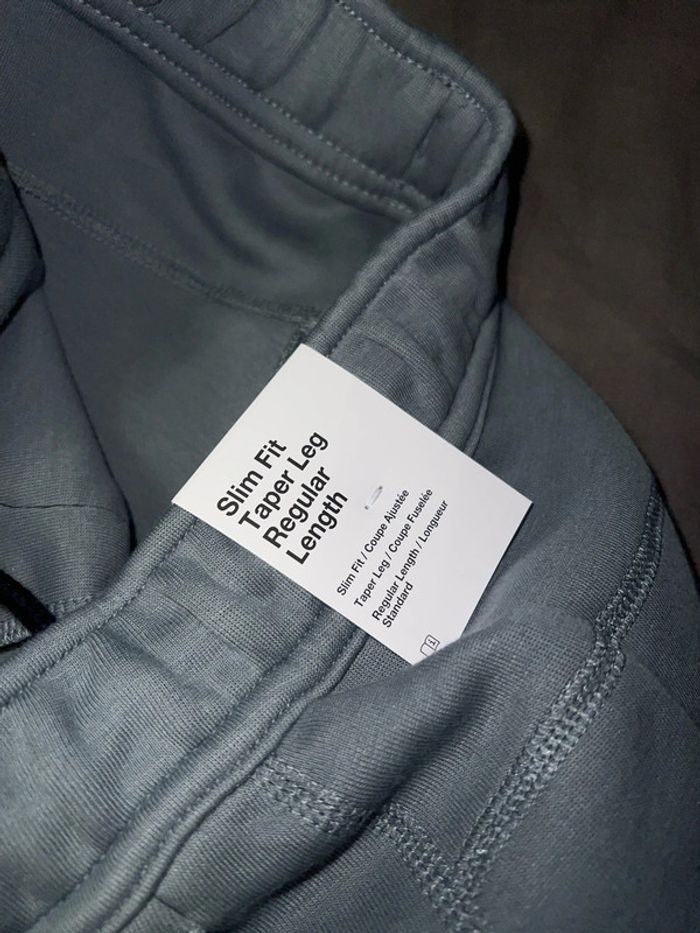 Slim Fit
Taper Leg
Regular
Length
Slim Fit / Coupe Ajustée
Taper Leg / Coupe Fuselée
Regular Length / Longueur
Standard